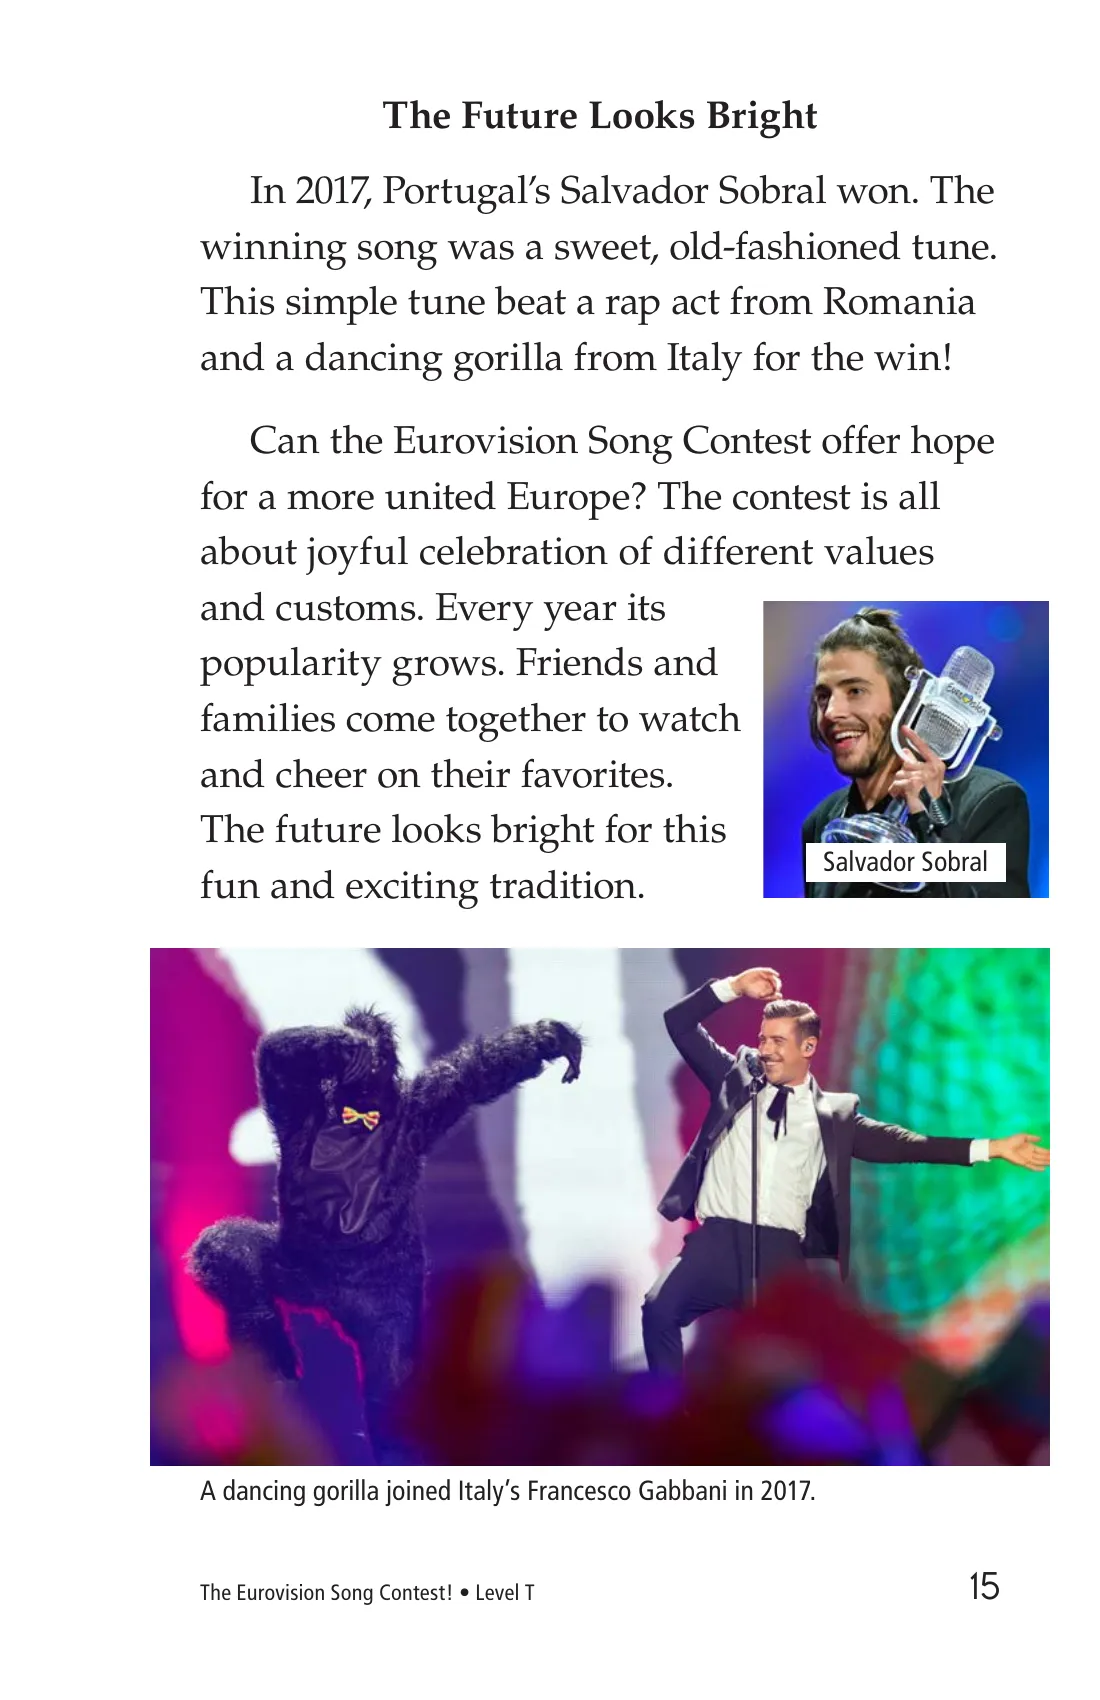 The Future Looks Bright
In 2017, Portugal’s Salvador Sobral won. The
winning song was a sweet, old-fashioned tune.
This simple tune beat a rap act from Romania
and a dancing gorilla from Italy for the win!
Can the Eurovision Song Contest offer hope
for a more united Europe? The contest is all
about joyful celebration of different values
and customs. Every year its
popularity grows. Friends and
families come together to watch
and cheer on their favorites.
The future looks bright for this
fun and exciting tradition.
Salvador Sobral
A dancing gorilla joined Italy’s Francesco Gabbani in 2017.
The Eurovision Song Contest! • Level T
15